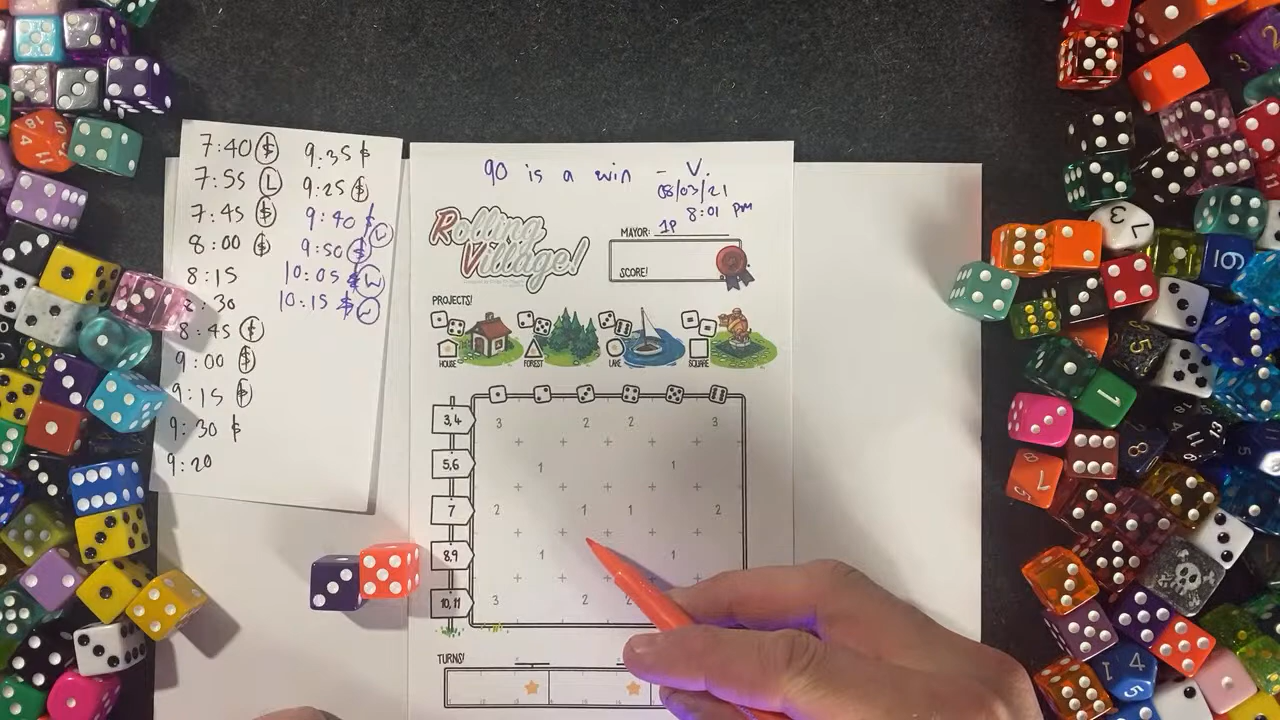 7:40 $
7:55 L
7:45 $
8:00 $
8:15
8:30
8:45 $
9:00 $
9:15 $
9:30 $
9:20
9:35 $
9:25 $
9:40 $
9:50 $
10:05 $
10:15 $
90 is a win - V.
08/03/21
8:01 pm
Rolling
Village!
MAYOR: 1P
SCORE!
PROJECTS!
HOUSE FOREST LAKE SQUARE
3,4 3 2 2 3
5,6 1 1
7 2 1 1 2
8,9 1 1
10,11 3 2
TURNS!